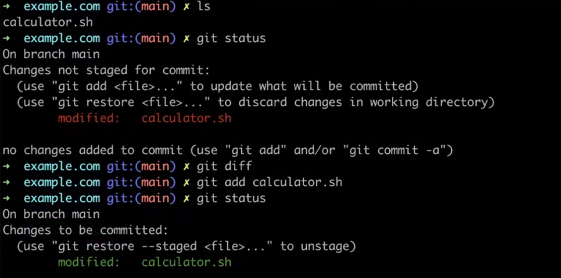 ➜  example.com git:(main) ✗ ls
calculator.sh
➜  example.com git:(main) ✗ git status
On branch main
Changes not staged for commit:
  (use "git add <file>..." to update what will be committed)
  (use "git restore <file>..." to discard changes in working directory)
        modified:   calculator.sh

no changes added to commit (use "git add" and/or "git commit -a")
➜  example.com git:(main) ✗ git diff
➜  example.com git:(main) ✗ git add calculator.sh
➜  example.com git:(main) ✗ git status
On branch main
Changes to be committed:
  (use "git restore --staged <file>..." to unstage)
        modified:   calculator.sh